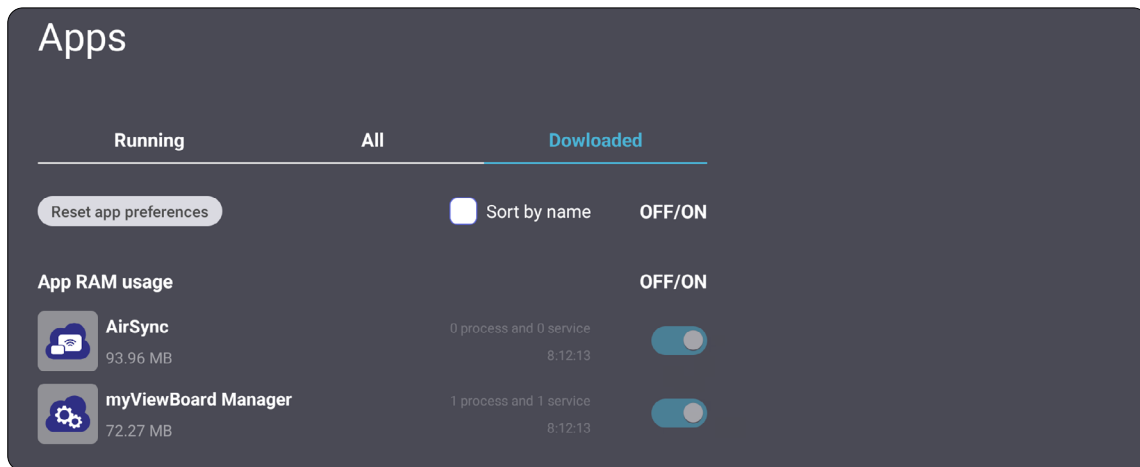 Apps
Running All Dowloaded
Reset app preferences Sort by name OFF/ON
App RAM usage OFF/ON
AirSync 0 process and 0 service
93.96 MB 8:12:13
myViewBoard Manager 1 process and 1 service
72.27 MB 8:12:13